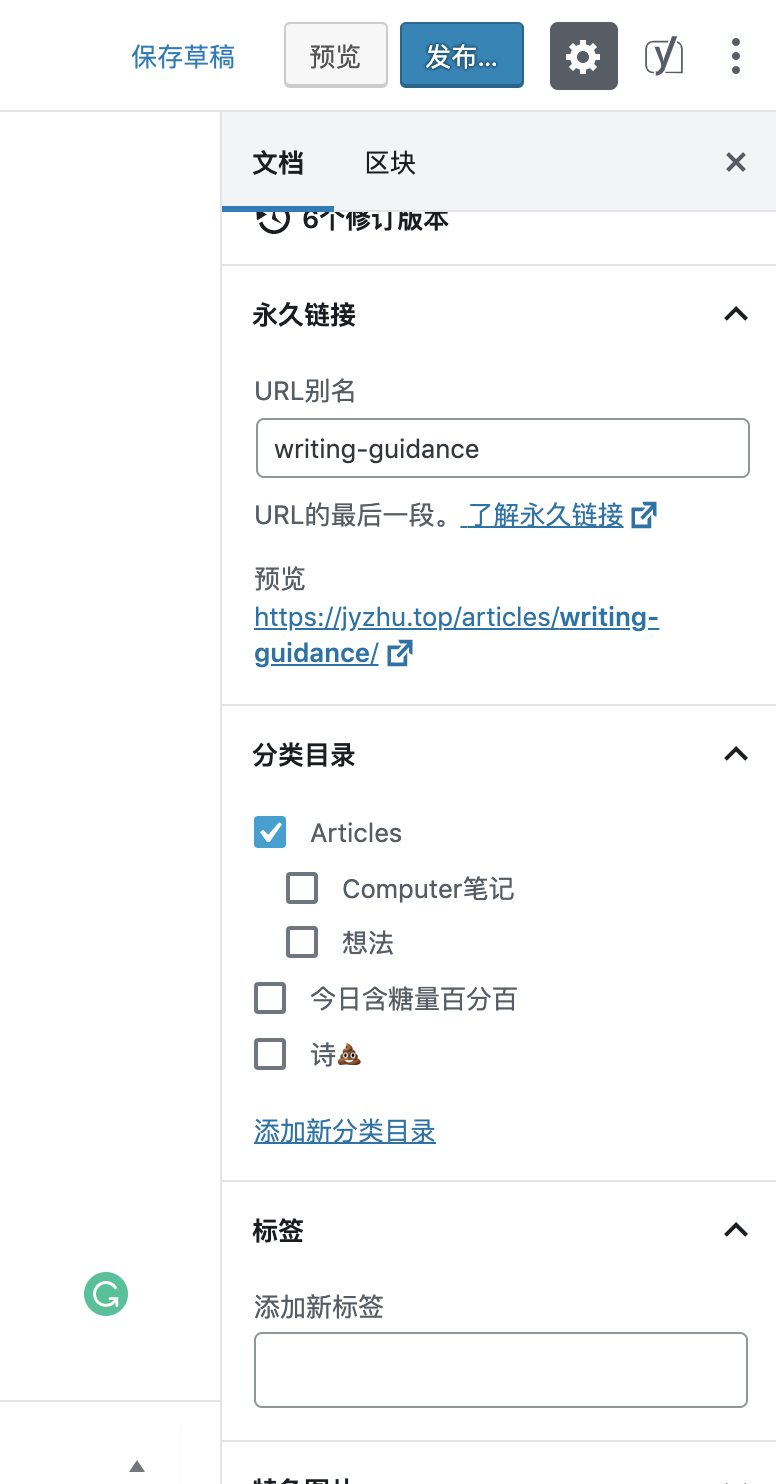 保存草稿 预览 发布...
文档 区块
6个修订版本
永久链接
URL别名
writing-guidance
URL的最后一段。 了解永久链接
预览
https://jyzhu.top/articles/writing-
guidance/
分类目录
Articles
Computer笔记
想法
今日含糖量百分百
诗💩
添加新分类目录
标签
添加新标签
特色图片